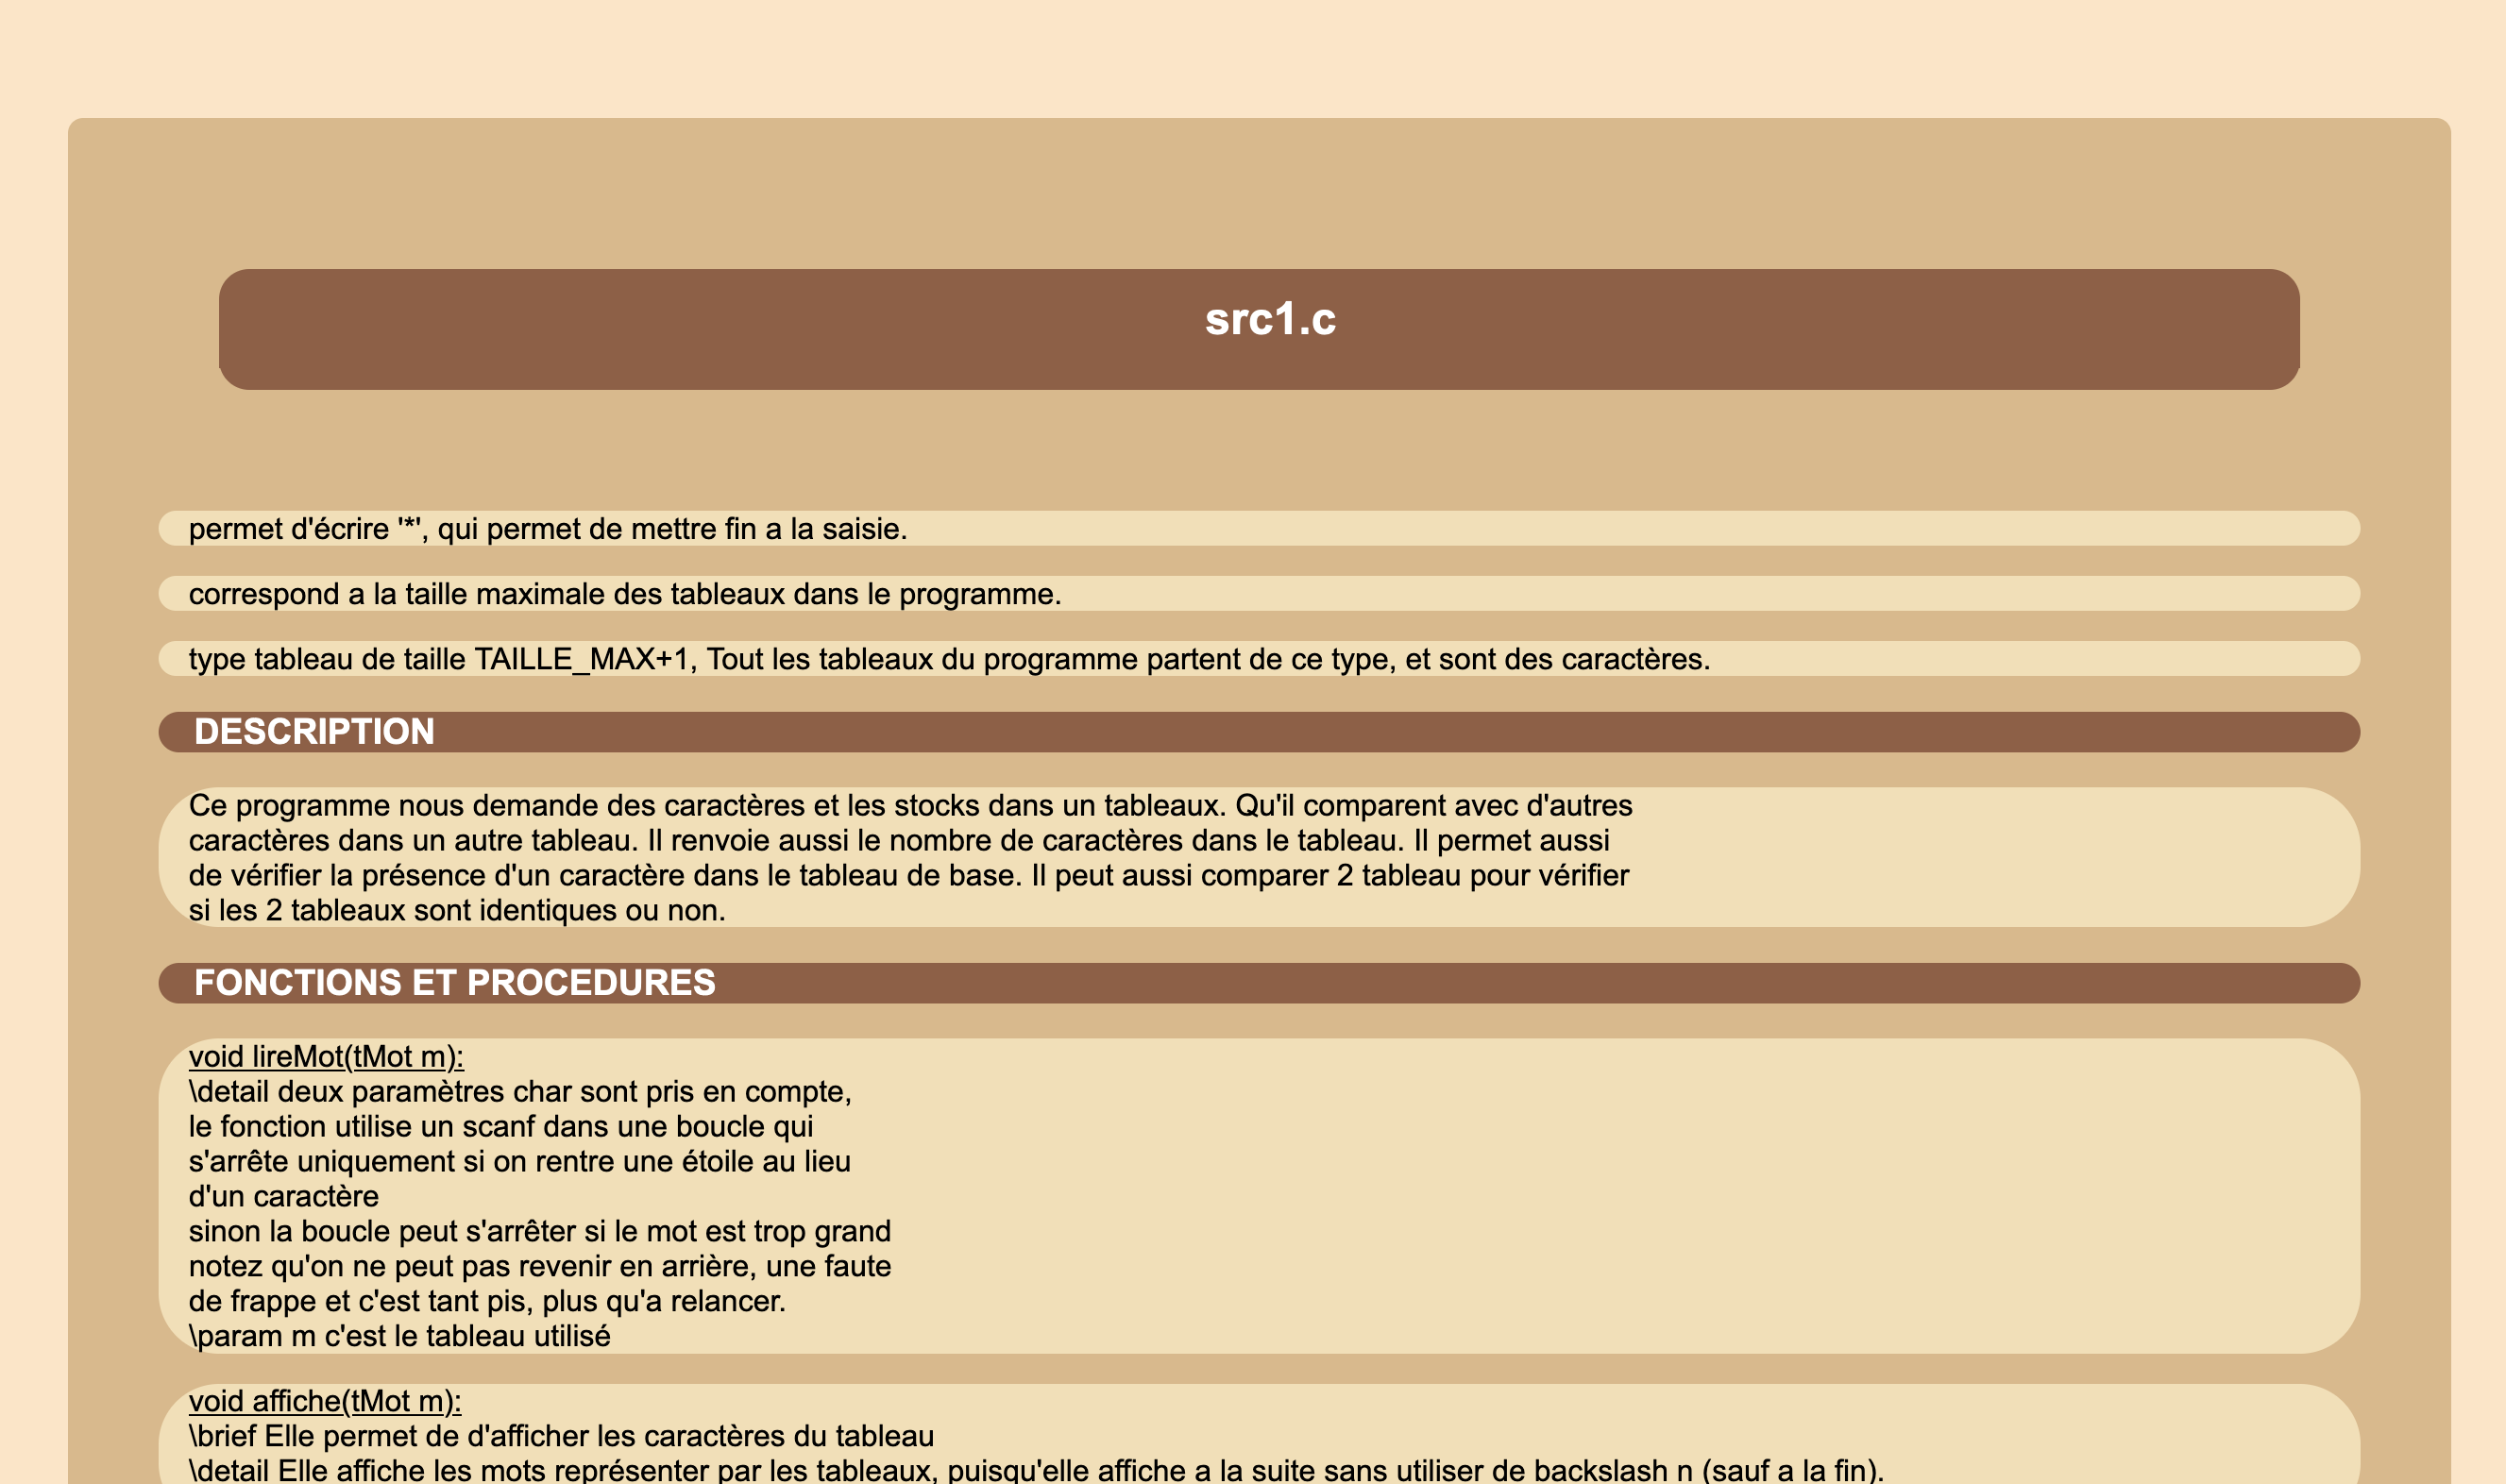 src1.c
permet d'écrire '*', qui permet de mettre fin a la saisie.
correspond a la taille maximale des tableaux dans le programme.
type tableau de taille TAILLE_MAX+1, Tout les tableaux du programme partent de ce type, et sont des caractères.
DESCRIPTION
Ce programme nous demande des caractères et les stocks dans un tableaux. Qu'il comparent avec d'autres
caractères dans un autre tableau. Il renvoie aussi le nombre de caractères dans le tableau. Il permet aussi
de vérifier la présence d'un caractère dans le tableau de base. Il peut aussi comparer 2 tableau pour vérifier
si les 2 tableaux sont identiques ou non.
FONCTIONS ET PROCEDURES
void lireMot(tMot m):
\detail deux paramètres char sont pris en compte,
le fonction utilise un scanf dans une boucle qui
s'arrête uniquement si on rentre une étoile au lieu
d'un caractère
sinon la boucle peut s'arrêter si le mot est trop grand
notez qu'on ne peut pas revenir en arrière, une faute
de frappe et c'est tant pis, plus qu'a relancer.
\param m c'est le tableau utilisé
void affiche(tMot m):
\brief Elle permet de d'afficher les caractères du tableau
\detail Elle affiche les mots représenter par les tableaux, puisqu'elle affiche a la suite sans utiliser de backslash n (sauf a la fin).